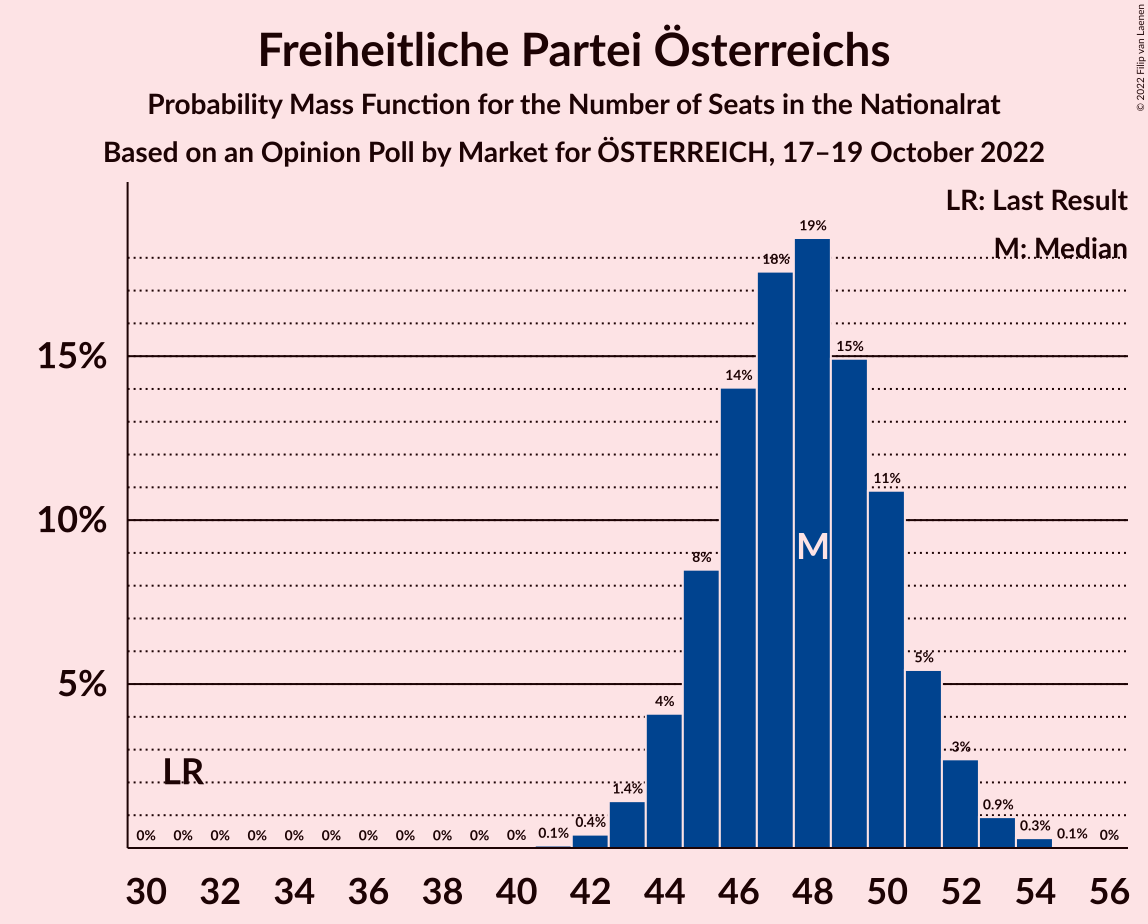 Freiheitliche Partei Österreichs
Probability Mass Function for the Number of Seats in the Nationalrat
Based on an Opinion Poll by Market for ÖSTERREICH, 17–19 October 2022
© 2022 Filip van Laenen
LR: Last Result
M: Median
19%
18%
15%
15%
14%
11%
10%
8%
M
5%
5%
4%
3%
LR
1.4%
0.9%
0.4%
0.3%
0% 0% 0% 0% 0% 0% 0% 0% 0% 0% 0% 0.1% 0.1% 0%
30 32 34 36 38 40 42 44 46 48 50 52 54 56